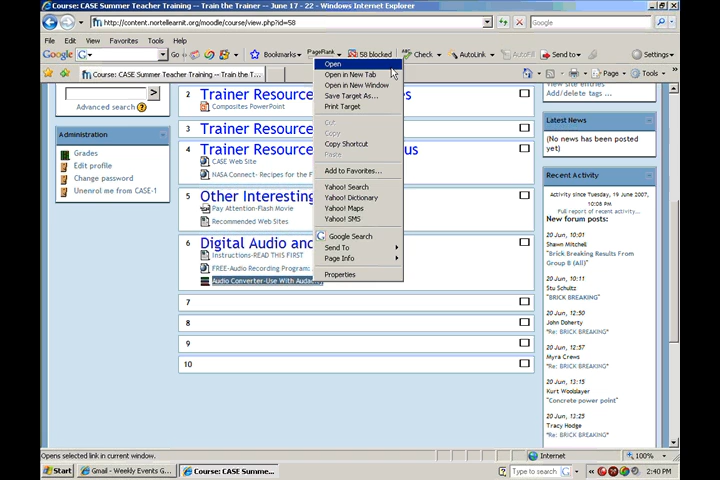 Course: CASE Summer Teacher Training -- Train the Trainer -- June 17 - 22 - Windows Internet Explorer
http://content.nortellearnit.org/moodle/course/view.php?id=58
Google
File Edit View Favorites Tools Help
Google Go Bookmarks PageRank 58 blocked Check AutoLink AutoFill Send to Settings
Course: CASE Summer Teacher Training -- Train the T...
Page Tools
Advanced search
Administration
Grades
Edit profile
Change password
Unenrol me from CASE-1
2 Trainer Resource es
Composites PowerPoint
3 Trainer Resource
4 Trainer Resource us
CASE Web Site
NASA Connect- Recomm
5 Other Interesting
Pay Attention-Flash Movie
Recommended Web Sites
6 Digital Audio and
Instructions-READ THIS FIRST
FREE-Audio Recording Program:
Audio Converter-Use With Audac
7
8
9
10
Open
Open in New Tab
Open in New Window
Save Target As...
Print Target
Cut
Copy
Copy Shortcut
Paste
Add to Favorites...
Yahoo! Search
Yahoo! Dictionary
Yahoo! Maps
Yahoo! SMS
Google Search
Send To
Page Info
Properties
Add/delete tags ...
Latest News
(No news has been posted yet)
Recent Activity
Activity since Tuesday, 19 June 2007,
10:08 PM
Full report of recent activity...
New forum posts:
20 Jun, 10:01
Shawn Mitchell
"Brick Breaking Results From
Group B (All)"
20 Jun, 10:11
Stu Schultz
"BRICK BREAKING"
20 Jun, 12:33
John Doherty
"Re: BRICK BREAKING"
20 Jun, 12:55
Myra Crews
"Re: BRICK BREAKING"
20 Jun, 13:15
Kurt Woolslayer
"Concrete power point"
20 Jun, 13:25
Tracy Hodge
"Re: BRICK BREAKING"
Opens selected link in current window.
Internet 100%
Start Gmail - Weekly Events G... Course: CASE Summe... Type to search 2:40 PM